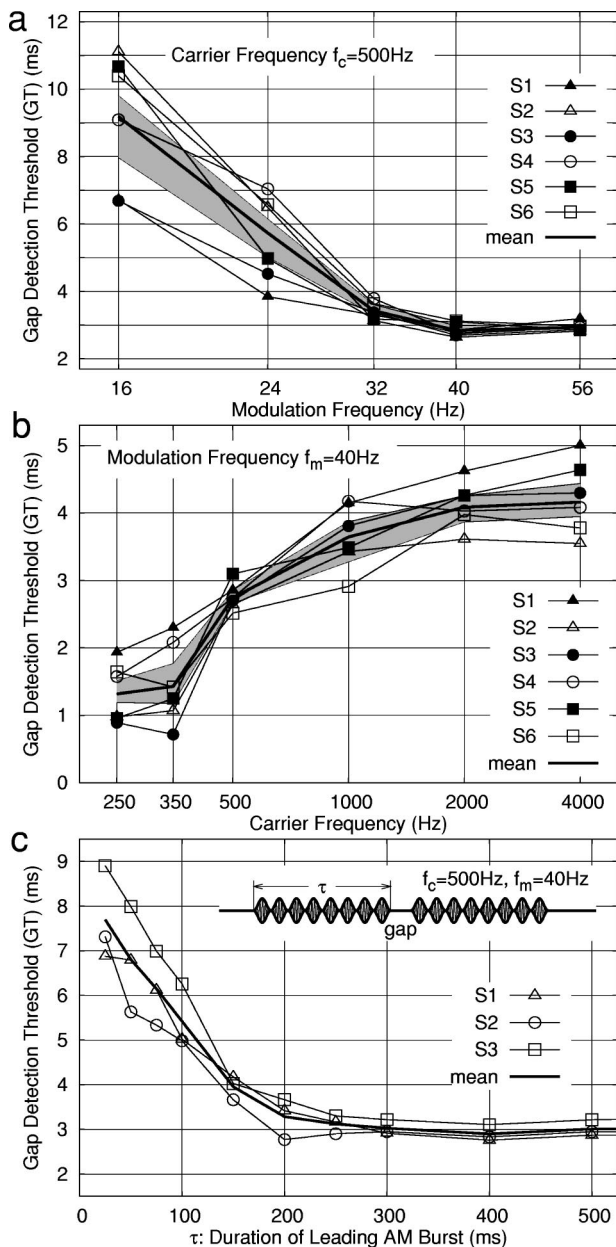 a
12
11
10
9
8
7
6
5
4
3
2
Gap Detection Threshold (GT) (ms)
Carrier Frequency fc=500Hz
S1
S2
S3
S4
S5
S6
mean
16 24 32 40 56
Modulation Frequency (Hz)
b
5
4
3
2
1
0
Gap Detection Threshold (GT) (ms)
Modulation Frequency fm=40Hz
S1
S2
S3
S4
S5
S6
mean
250 350 500 1000 2000 4000
Carrier Frequency (Hz)
c
9
8
7
6
5
4
3
2
Gap Detection Threshold (GT) (ms)
τ
fc=500Hz, fm=40Hz
gap
S1
S2
S3
mean
0 100 200 300 400 500
τ: Duration of Leading AM Burst (ms)